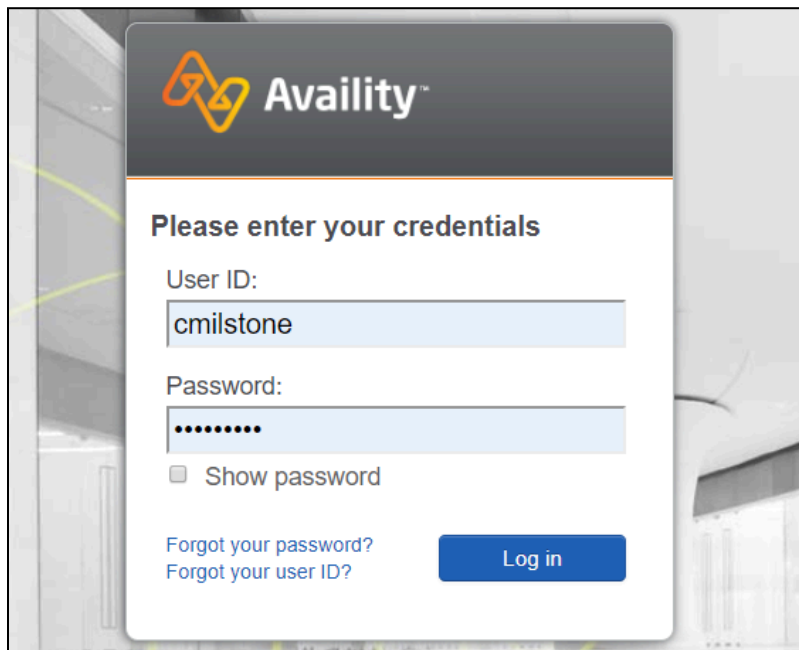 Availity™
Please enter your credentials
User ID:
cmilstone
Password:
•••••••••
Show password
Forgot your password?
Log in
Forgot your user ID?